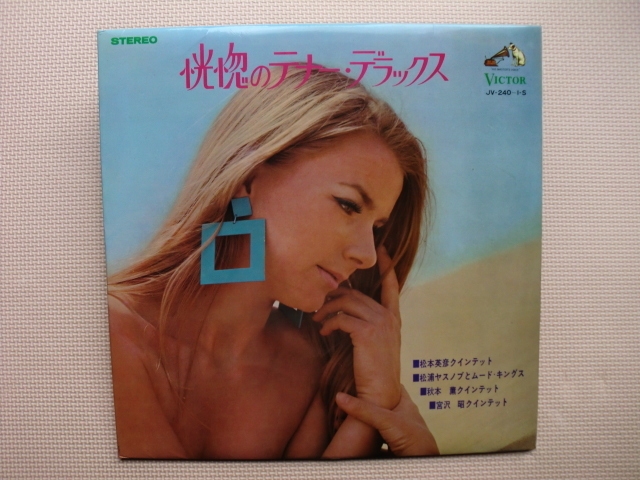 STEREO
恍惚のテナー・デラックス
VICTOR
JV-240~1-S
■松本英彦クインテット
■松浦ヤスノブとムード・キングス
■秋本 薫クインテット
■宮沢 昭クインテット